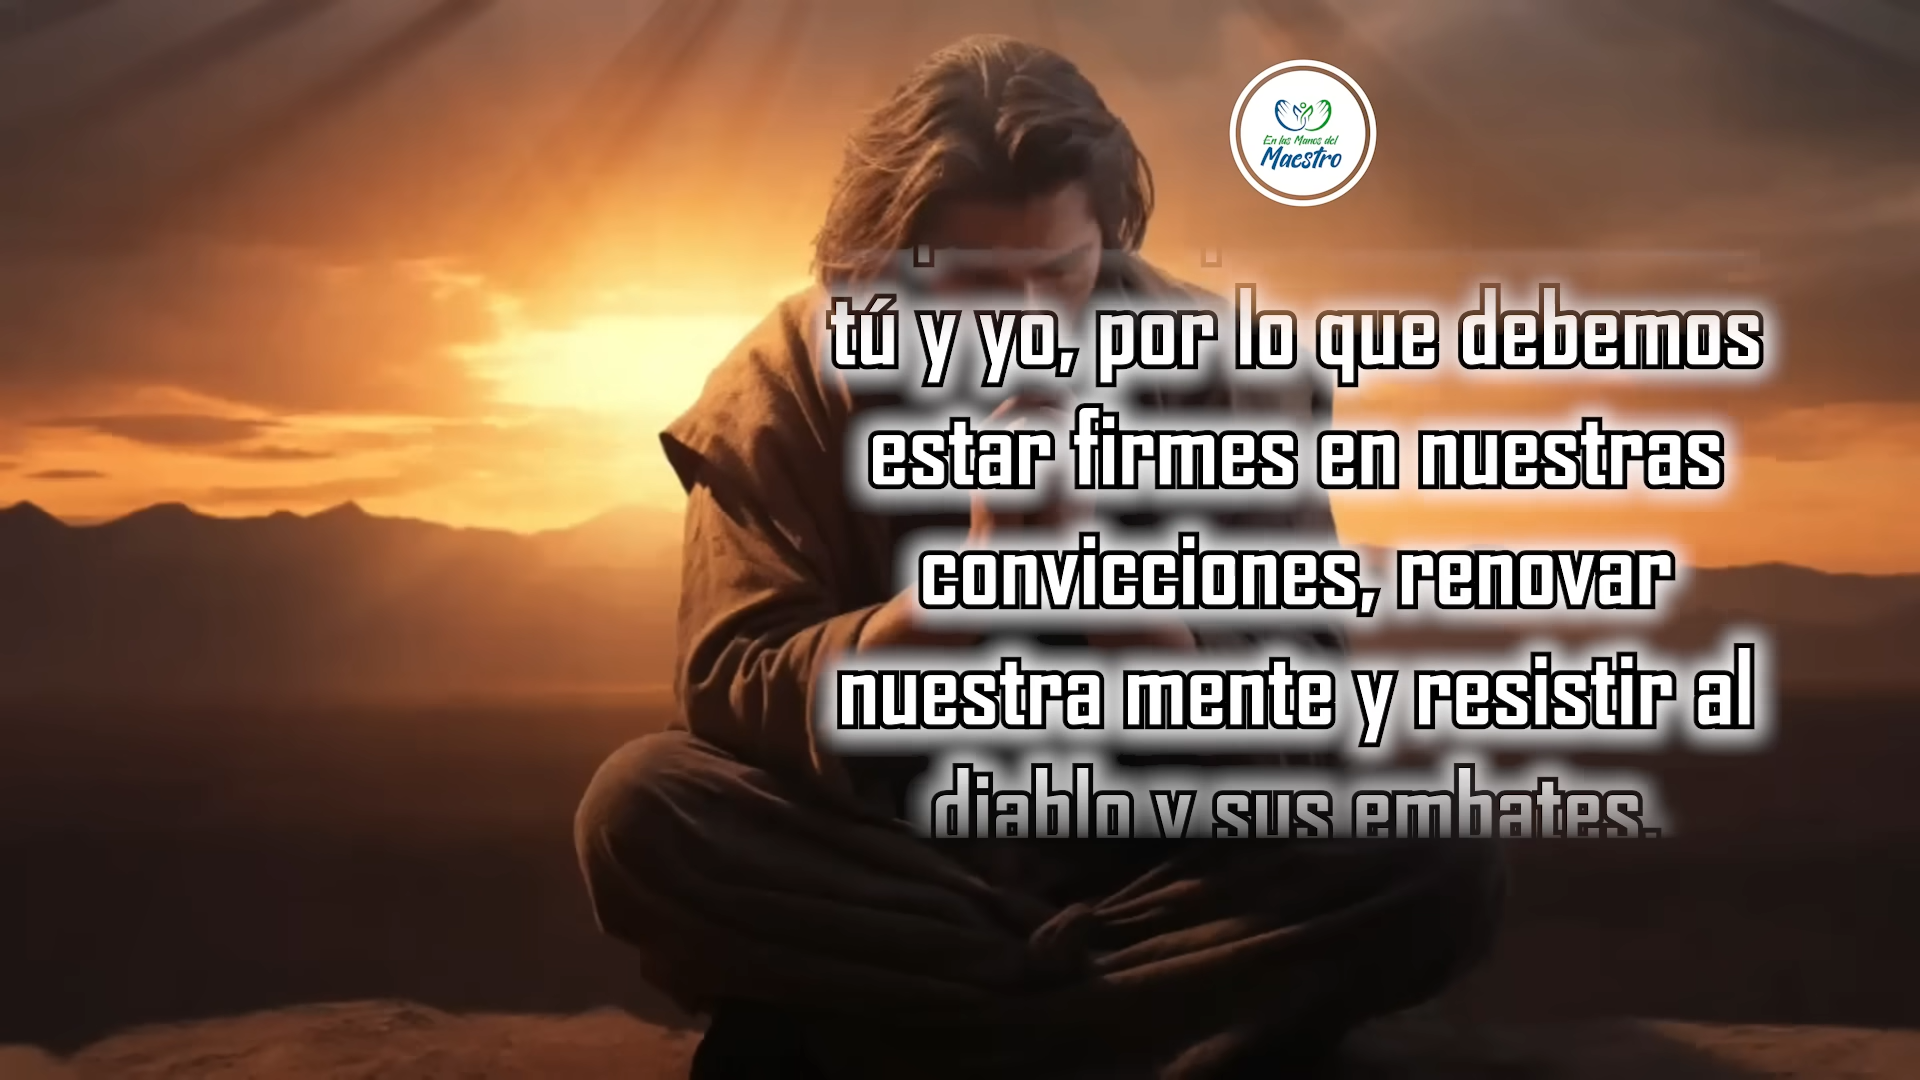 En las Manos del
Maestro
tú y yo, por lo que debemos
estar firmes en nuestras
convicciones, renovar
nuestra mente y resistir al
diablo y sus embates.